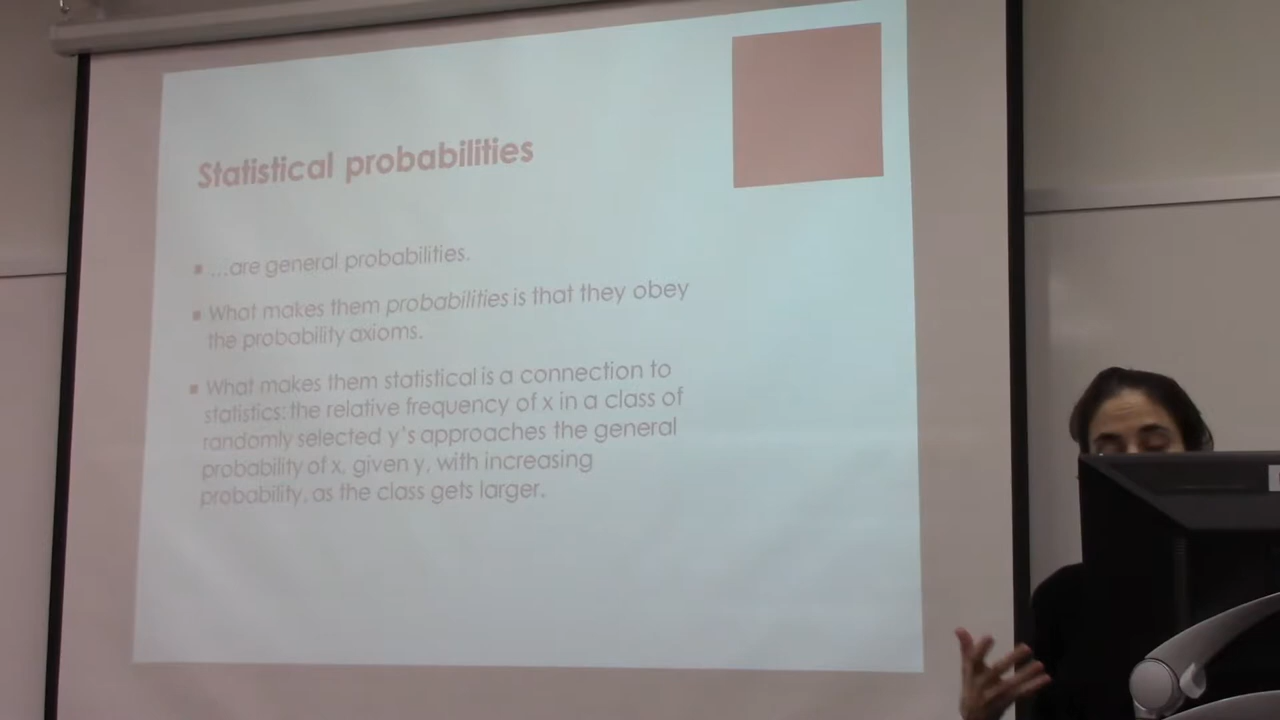 Statistical probabilities
…are general probabilities.
What makes them probabilities is that they obey
the probability axioms.
What makes them statistical is a connection to
statistics: the relative frequency of x in a class of
randomly selected y's approaches the general
probability of x, given y, with increasing
probability, as the class gets larger.